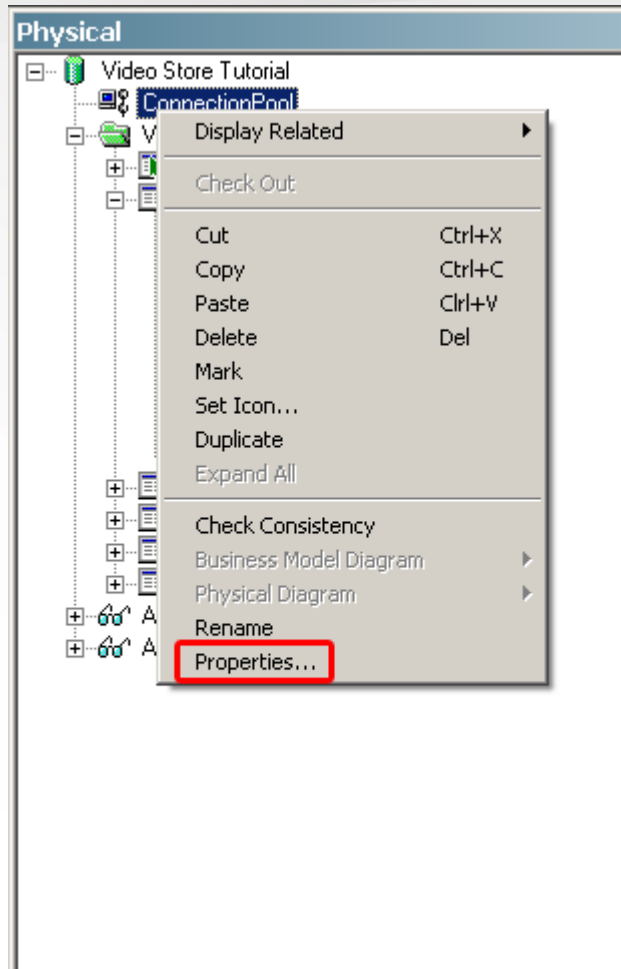 Physical
Video Store Tutorial
ConnectionPool
V
Display Related
Check Out
Cut Ctrl+X
Copy Ctrl+C
Paste Clrl+V
Delete Del
Mark
Set Icon...
Duplicate
Expand All
Check Consistency
Business Model Diagram
Physical Diagram
A
Rename
A
Properties...